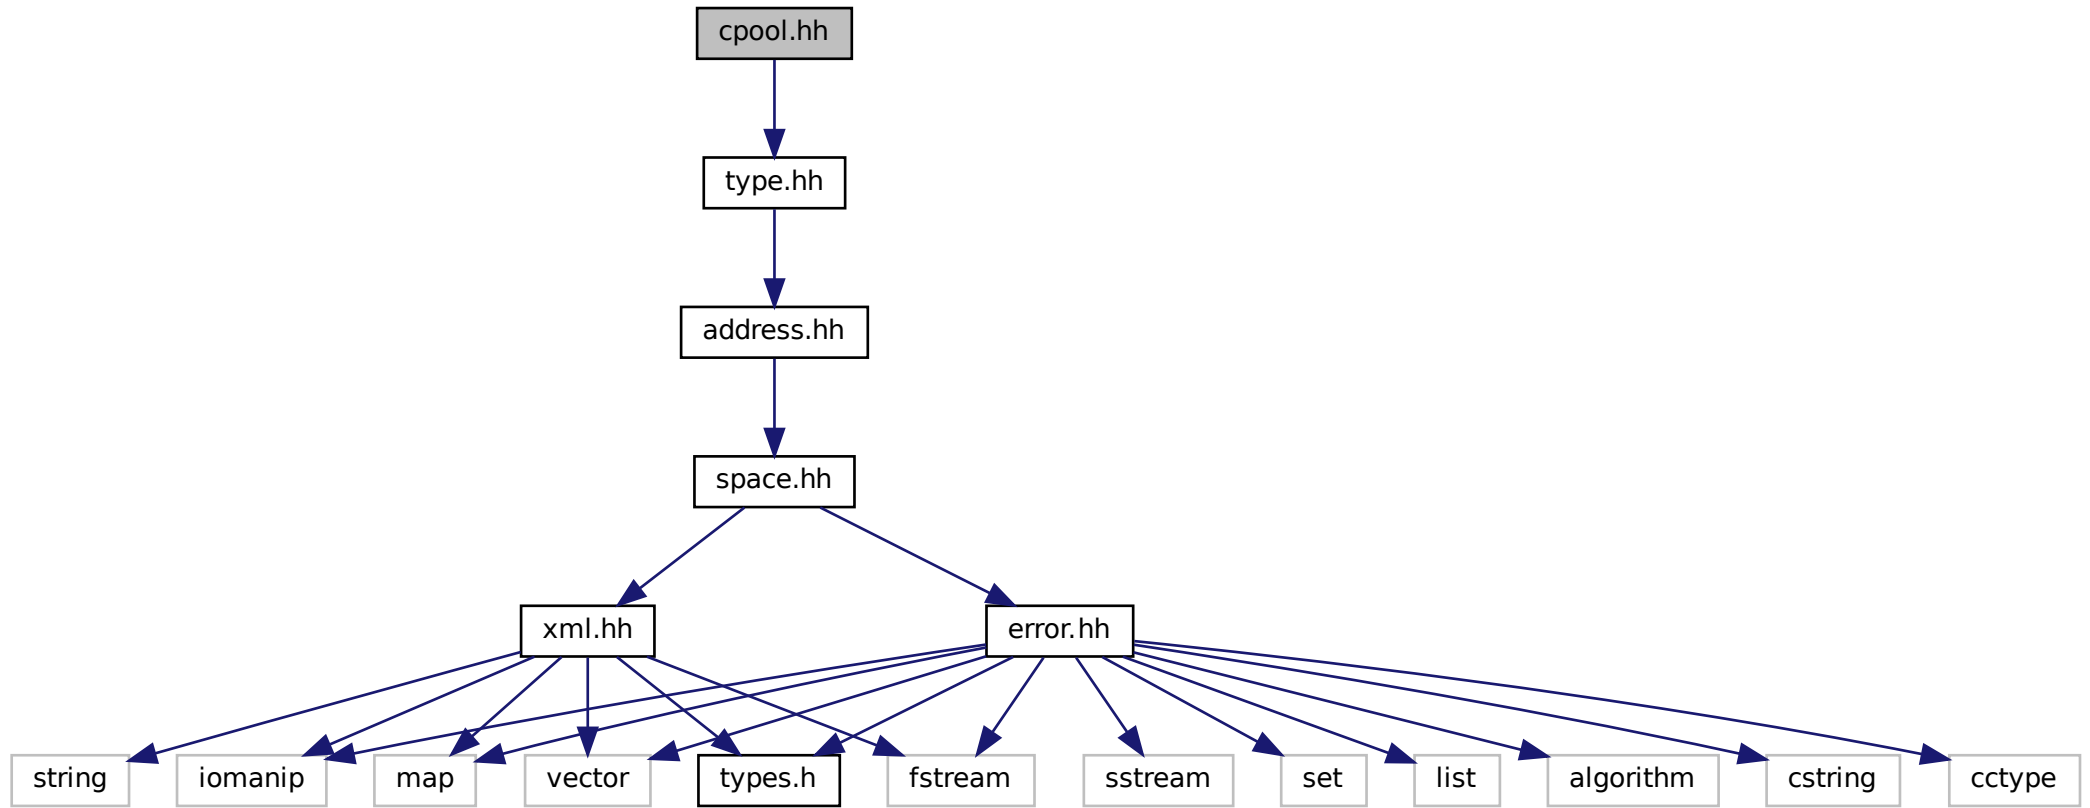 cpool.hh
type.hh
address.hh
space.hh
xml.hh
error.hh
string
iomanip
map
vector
types.h
fstream
sstream
set
list
algorithm
cstring
cctype